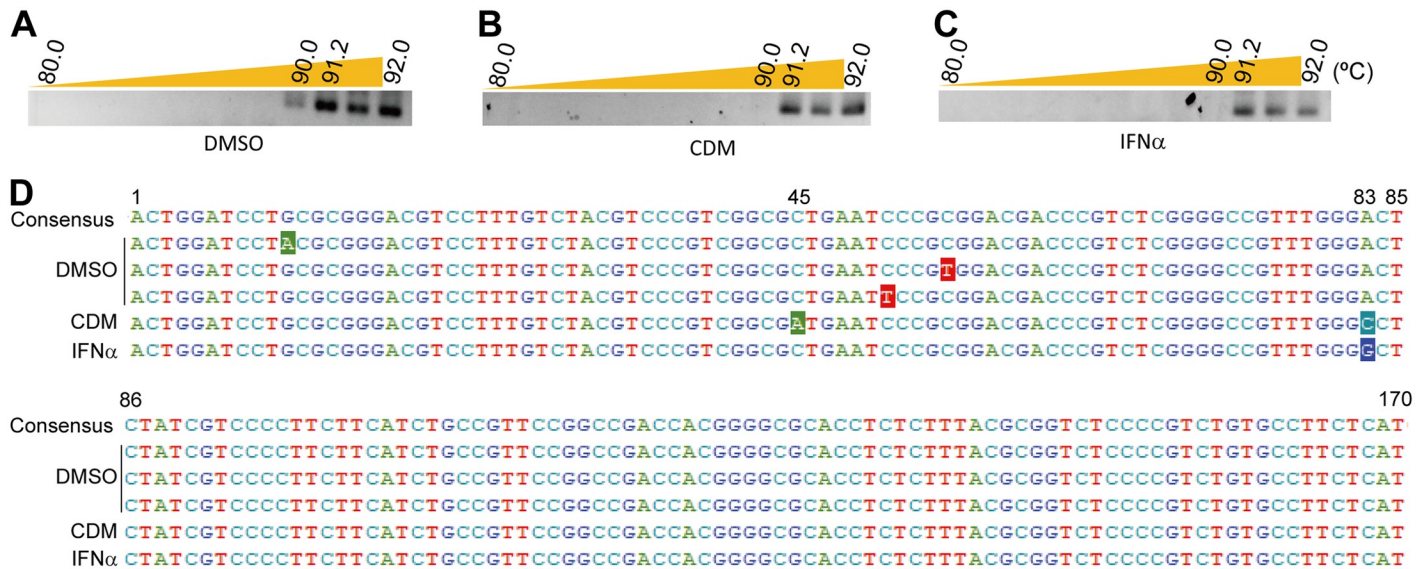 A
B
C
80.0 90.0 91.2 92.0
80.0 90.0 91.2 92.0
80.0 90.0 91.2 92.0 (ºC)
DMSO
CDM
IFNα
D
1 45 83 85
Consensus ACTGGATCCTGCGCGGGACGTCCTTTGTCTACGTCCCGTCGGCGCTGAATCCCGCGGACGACCCGTCTCGGGGCCGTTTGGGACT
ACTGGATCCTACGCGGGACGTCCTTTGTCTACGTCCCGTCGGCGCTGAATCCCGCGGACGACCCGTCTCGGGGCCGTTTGGGACT
DMSO ACTGGATCCTGCGCGGGACGTCCTTTGTCTACGTCCCGTCGGCGCTGAATCCCGTGGACGACCCGTCTCGGGGCCGTTTGGGACT
ACTGGATCCTGCGCGGGACGTCCTTTGTCTACGTCCCGTCGGCGCTGAATTCCGCGGACGACCCGTCTCGGGGCCGTTTGGGACT
CDM ACTGGATCCTGCGCGGGACGTCCTTTGTCTACGTCCCGTCGGCGATGAATCCCGCGGACGACCCGTCTCGGGGCCGTTTGGGCCT
IFNα ACTGGATCCTGCGCGGGACGTCCTTTGTCTACGTCCCGTCGGCGCTGAATCCCGCGGACGACCCGTCTCGGGGCCGTTTGGGGCT
86 170
Consensus CTATCGTCCCCTTCTTCATCTGCCGTTCCGGCCGACCACGGGGCGCACCTCTCTTTACGCGGTCTCCCCGTCTGTGCCTTCTCAT
CTATCGTCCCCTTCTTCATCTGCCGTTCCGGCCGACCACGGGGCGCACCTCTCTTTACGCGGTCTCCCCGTCTGTGCCTTCTCAT
DMSO CTATCGTCCCCTTCTTCATCTGCCGTTCCGGCCGACCACGGGGCGCACCTCTCTTTACGCGGTCTCCCCGTCTGTGCCTTCTCAT
CTATCGTCCCCTTCTTCATCTGCCGTTCCGGCCGACCACGGGGCGCACCTCTCTTTACGCGGTCTCCCCGTCTGTGCCTTCTCAT
CDM CTATCGTCCCCTTCTTCATCTGCCGTTCCGGCCGACCACGGGGCGCACCTCTCTTTACGCGGTCTCCCCGTCTGTGCCTTCTCAT
IFNα CTATCGTCCCCTTCTTCATCTGCCGTTCCGGCCGACCACGGGGCGCACCTCTCTTTACGCGGTCTCCCCGTCTGTGCCTTCTCAT